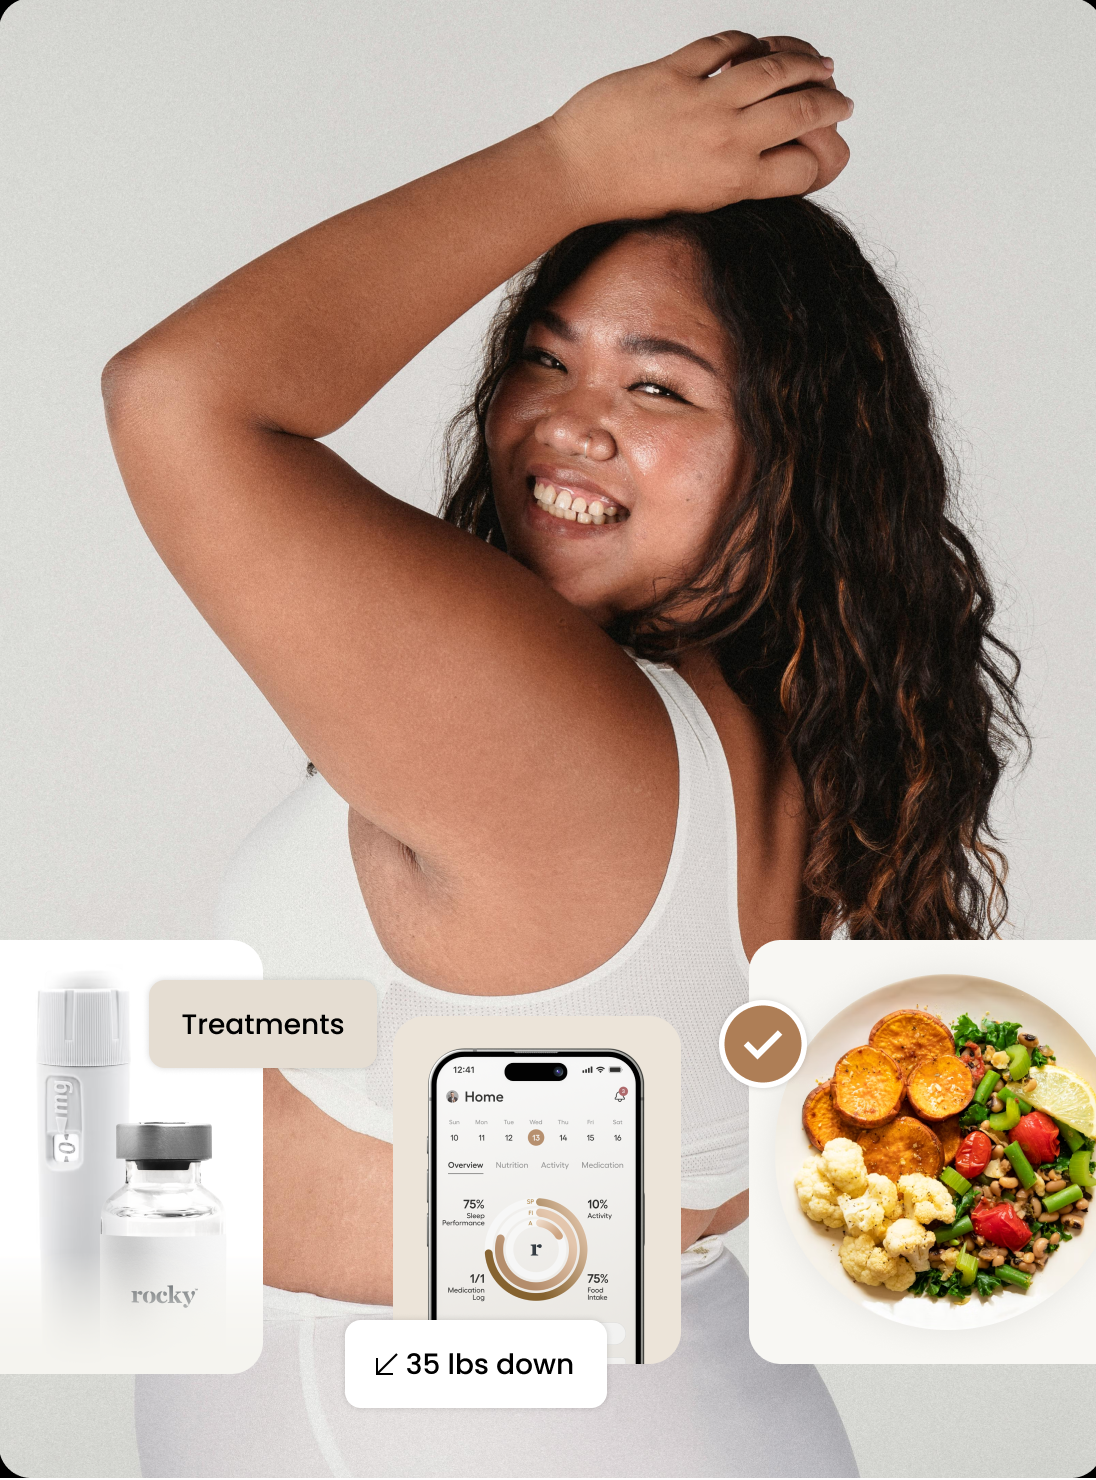 Treatments
mg
0
rocky
12:41
Home
Sun Mon Tue Wed Thu Fri Sat
10 11 12 13 14 15 16
Overview Nutrition Activity Medication
75%
Sleep
Performance
10%
Activity
SP
FI
A
r
1/1
Medication
Log
75%
Food
Intake
35 lbs down